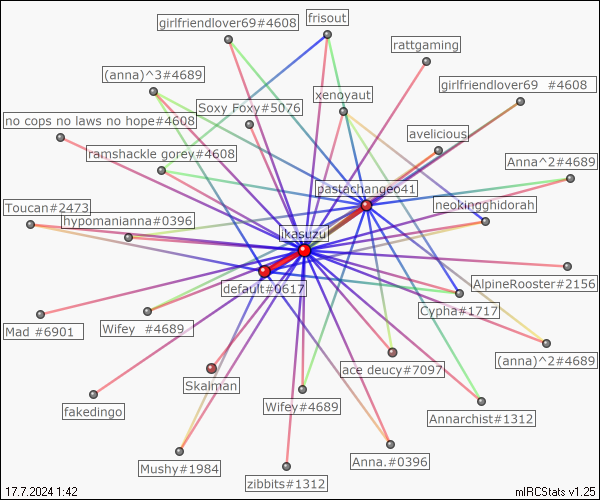 girlfriendlover69#4608
frisout
rattgaming
(anna)^3#4689
xenoyaut
girlfriendlover69 #4608
Soxy Foxy#5076
no cops no laws no hope#4608
avelicious
ramshackle gorey#4608
Anna^2#4689
pastachangeo41
Toucan#2473
neokingghidorah
hypomanianna#0396
ikasuzu
default#0617
AlpineRooster#2156
Cypha#1717
Mad #6901
Wifey #4689
(anna)^2#4689
ace deucy#7097
Skalman
fakedingo
Wifey#4689
Annarchist#1312
Mushy#1984
Anna.#0396
zibbits#1312
17.7.2024 1:42
mIRCStats v1.25